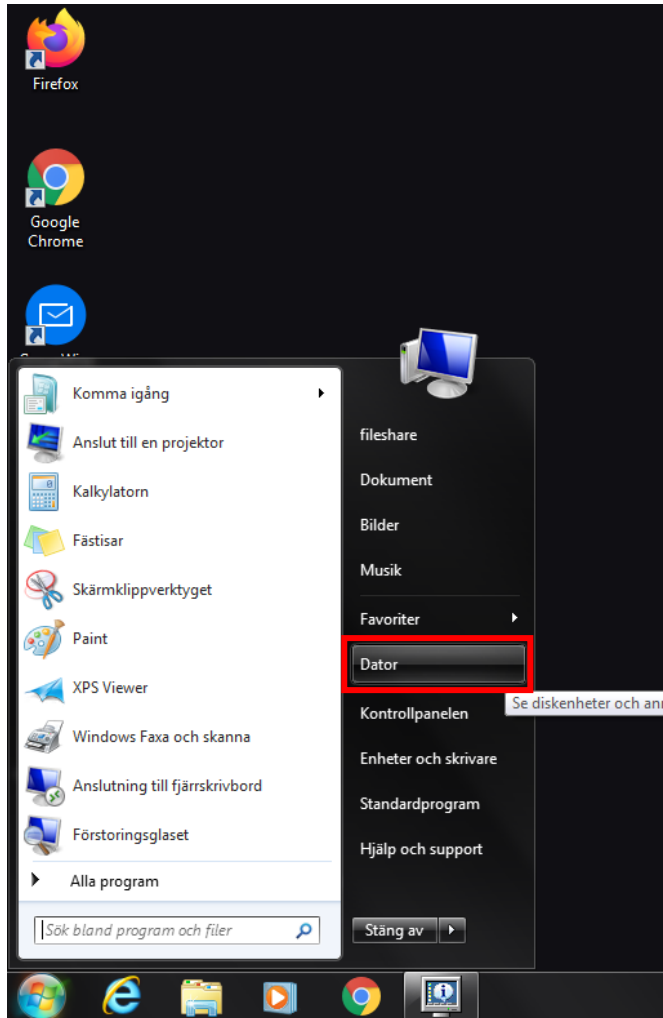 Firefox
Google
Chrome
Komma igång
Anslut till en projektor
Kalkylatorn
Fästisar
Skärmklippverktyget
Paint
XPS Viewer
Windows Faxa och skanna
Anslutning till fjärrskrivbord
Förstoringsglaset
Alla program
Sök bland program och filer
fileshare
Dokument
Bilder
Musik
Favoriter
Dator
Se diskenheter och
Kontrollpanelen
Enheter och skrivare
Standardprogram
Hjälp och support
Stäng av